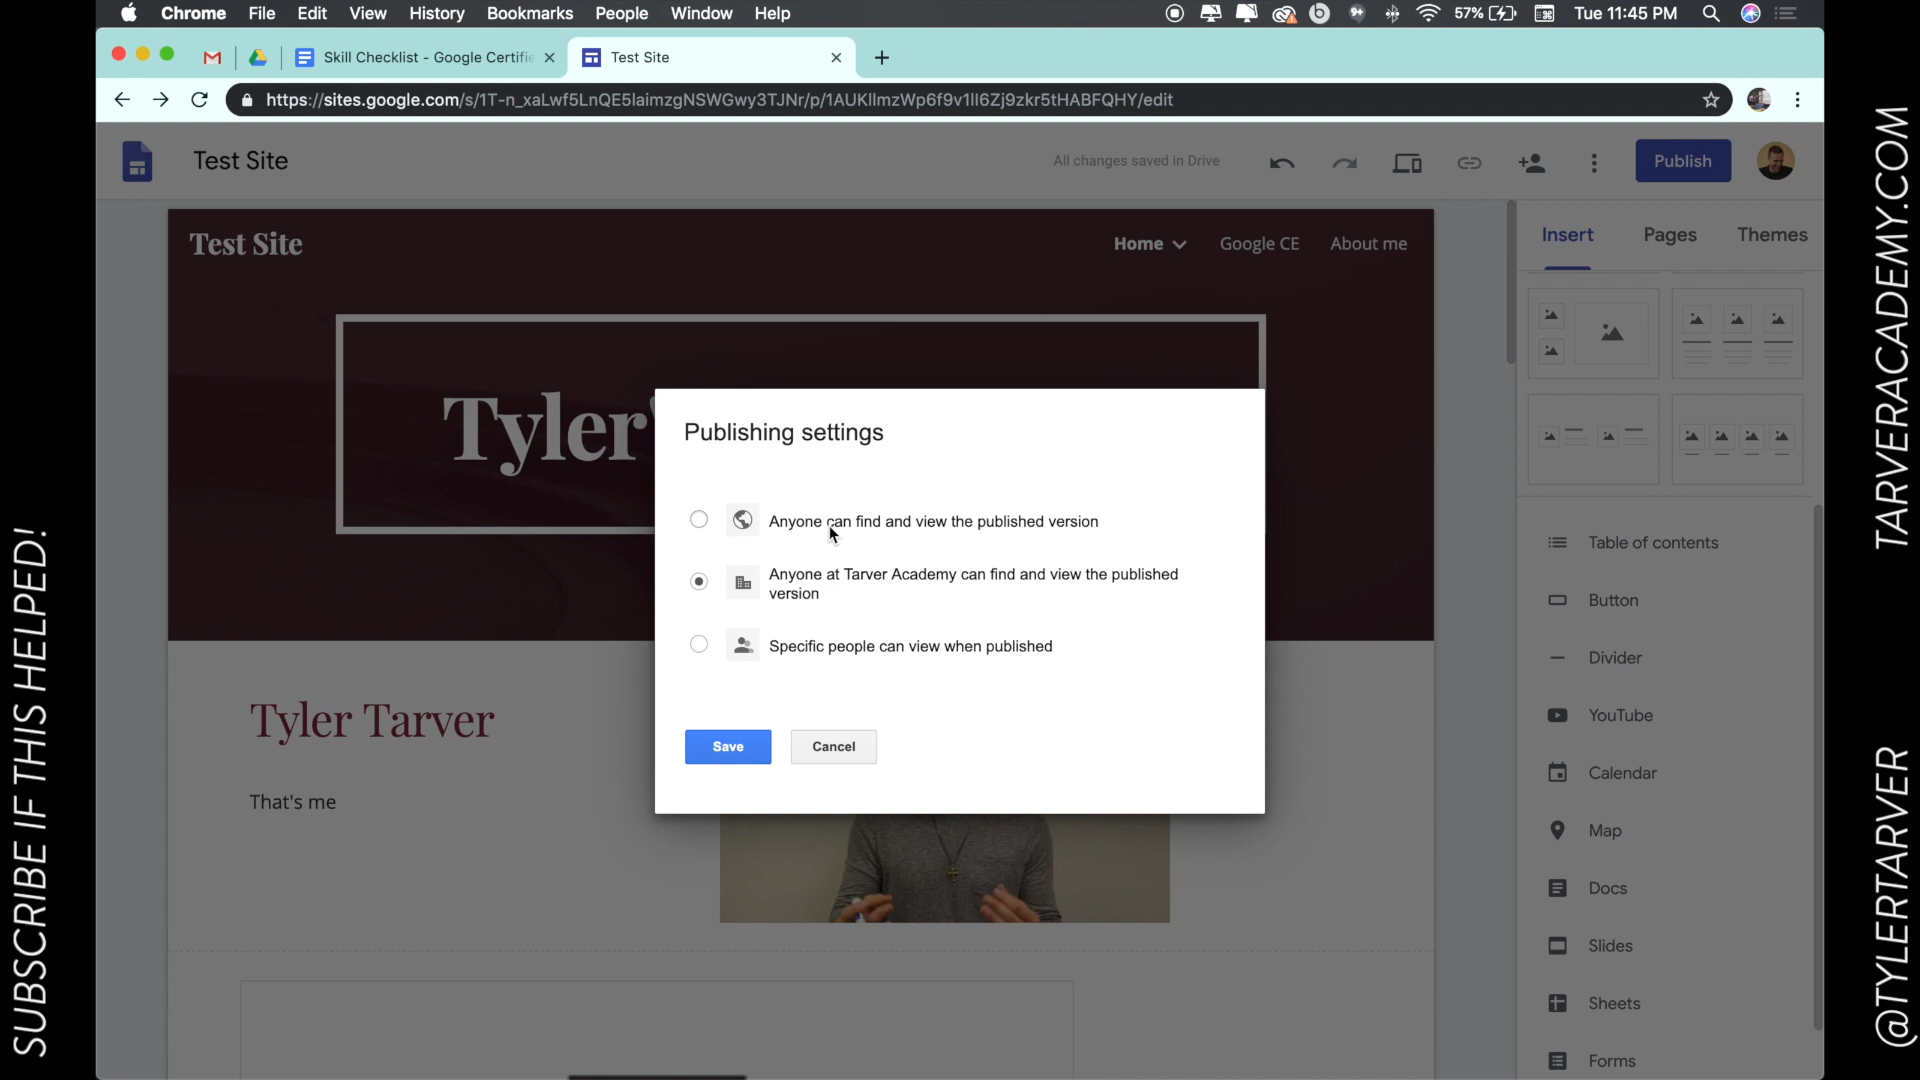 Chrome File Edit View History Bookmarks People Window Help 57% Tue 11:45 PM
Skill Checklist - Google Certifie Test Site
https://sites.google.com/s/1T-n_xaLwf5LnQE5laimzgNSWGwy3TJNr/p/1AUKllmzWp6f9v1ll6Zj9zkr5tHABFQHY/edit
Test Site All changes saved in Drive Publish
Test Site Home Google CE About me
Insert Pages Themes
Tyler
Publishing settings
Anyone can find and view the published version
Anyone at Tarver Academy can find and view the published
version
Specific people can view when published
Save Cancel
Tyler Tarver
That's me
Table of contents
Button
Divider
YouTube
Calendar
Map
Docs
Slides
Sheets
Forms
SUBSCRIBE IF THIS HELPED!
TARVERACADEMY.COM
@TYLERTARVER